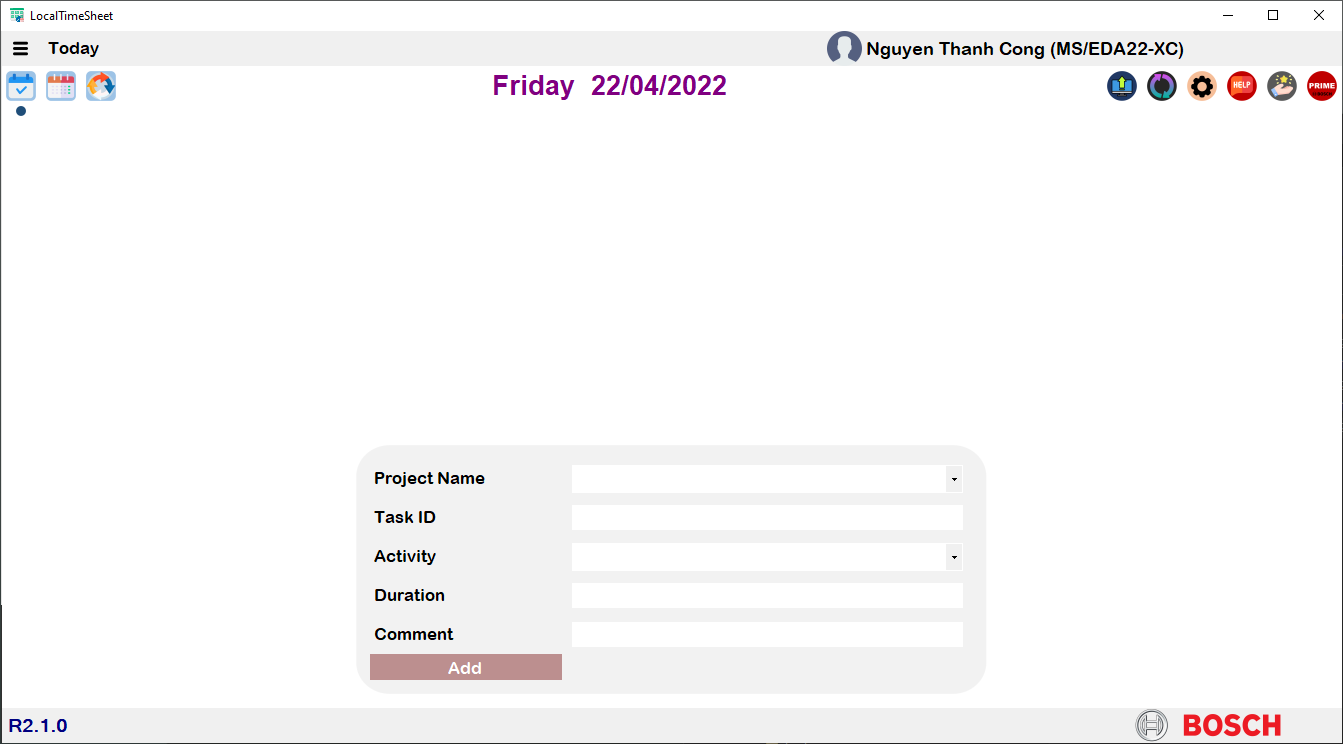 LocalTimeSheet
Today
Nguyen Thanh Cong (MS/EDA22-XC)
Friday 22/04/2022
HELP
PRIME
Project Name
Task ID
Activity
Duration
Comment
Add
R2.1.0
BOSCH